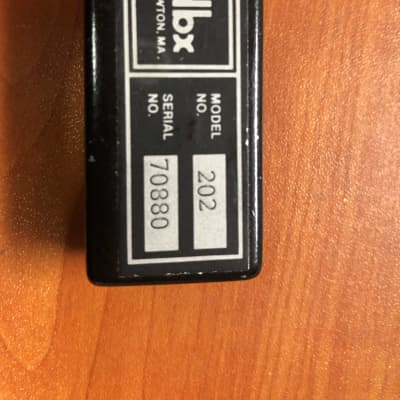 dbx
NEWTON, MA.
MODEL NO. 202
SERIAL NO. 70880